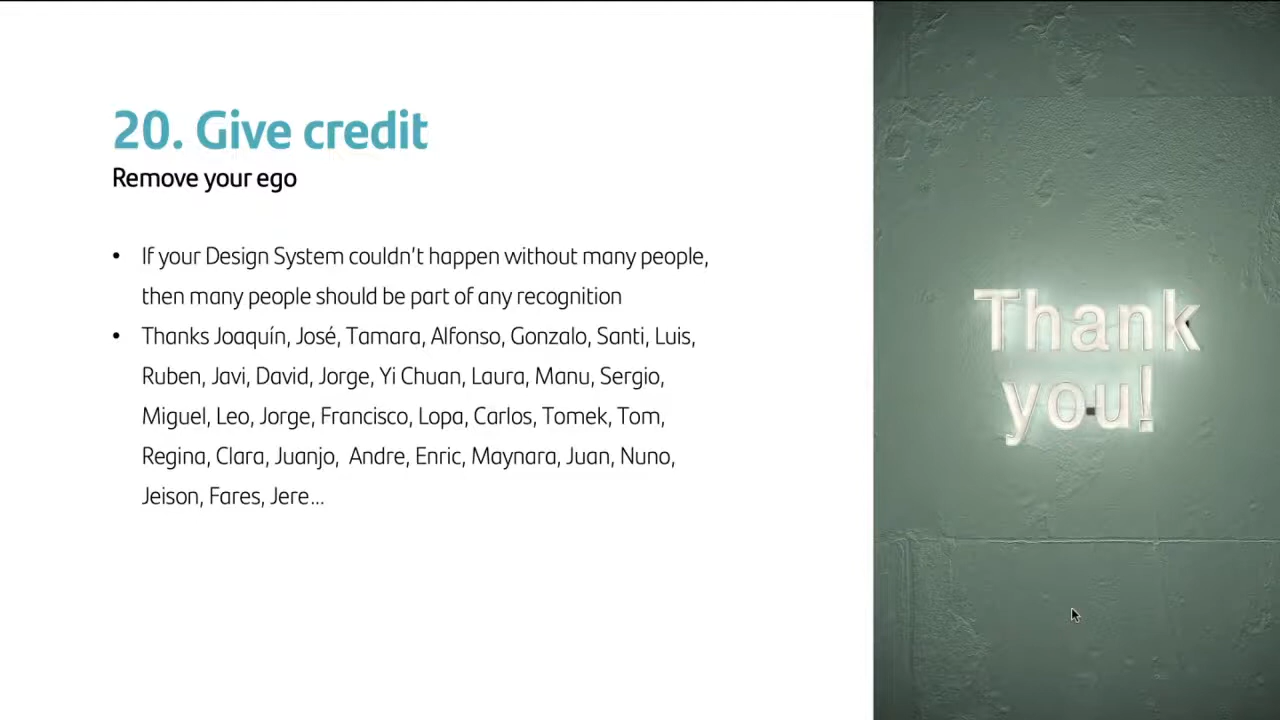 20. Give credit
Remove your ego
• If your Design System couldn't happen without many people,
then many people should be part of any recognition
• Thanks Joaquín, José, Tamara, Alfonso, Gonzalo, Santi, Luis,
Ruben, Javi, David, Jorge, Yi Chuan, Laura, Manu, Sergio,
Miguel, Leo, Jorge, Francisco, Lopa, Carlos, Tomek, Tom,
Regina, Clara, Juanjo, Andre, Enric, Maynara, Juan, Nuno,
Jeison, Fares, Jere...
Thank
you!